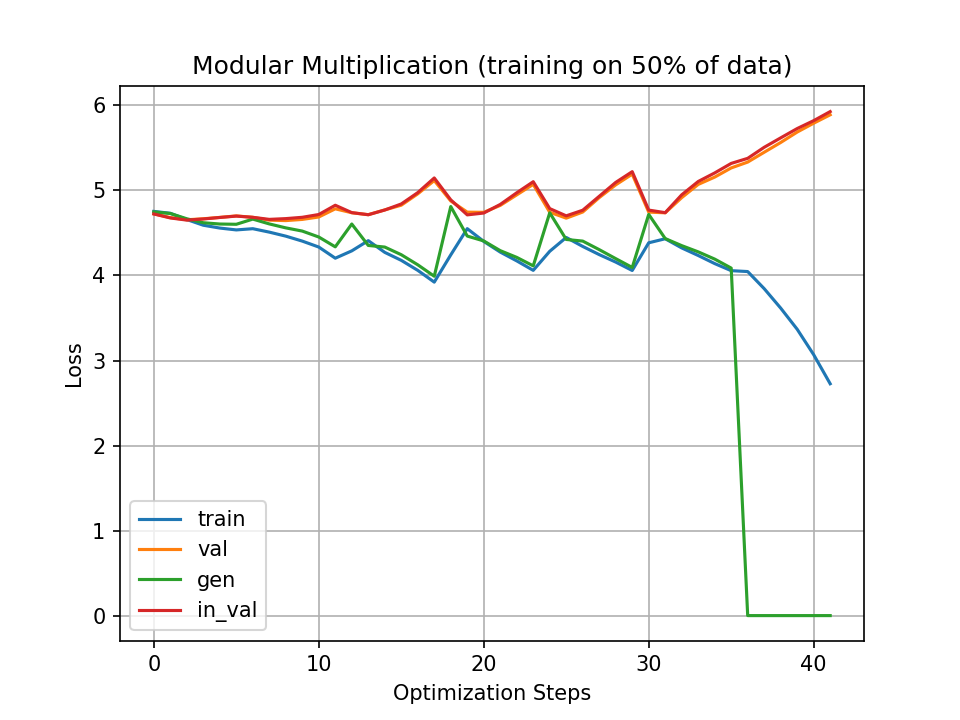 Modular Multiplication (training on 50% of data)
6
5
4
3
2
1
0
Loss
train
val
gen
in_val
0 10 20 30 40
Optimization Steps